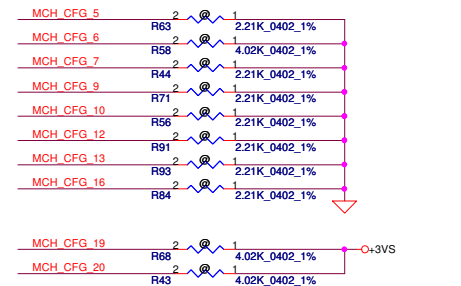 MCH_CFG_5 2 @ 1
R63 2.21K_0402_1%
MCH_CFG_6 2 @ 1
R58 4.02K_0402_1%
MCH_CFG_7 2 @ 1
R44 2.21K_0402_1%
MCH_CFG_9 2 @ 1
R71 2.21K_0402_1%
MCH_CFG_10 2 @ 1
R56 2.21K_0402_1%
MCH_CFG_12 2 @ 1
R91 2.21K_0402_1%
MCH_CFG_13 2 @ 1
R93 2.21K_0402_1%
MCH_CFG_16 2 @ 1
R84 2.21K_0402_1%
MCH_CFG_19 2 @ 1 +3VS
R68 4.02K_0402_1%
MCH_CFG_20 2 @ 1
R43 4.02K_0402_1%